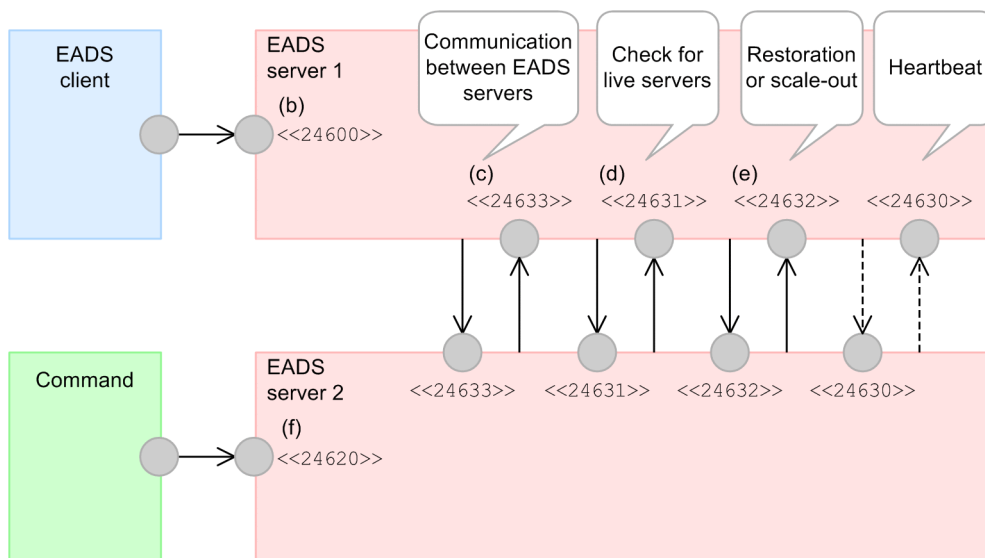 EADS
client
EADS
server 1
Communication
between EADS
servers
Check for
live servers
Restoration
or scale-out
Heartbeat
(b)
<<24600>>
(c)
<<24633>>
(d)
<<24631>>
(e)
<<24632>>
<<24630>>
Command
EADS
server 2
<<24633>>
<<24631>>
<<24632>>
<<24630>>
(f)
<<24620>>